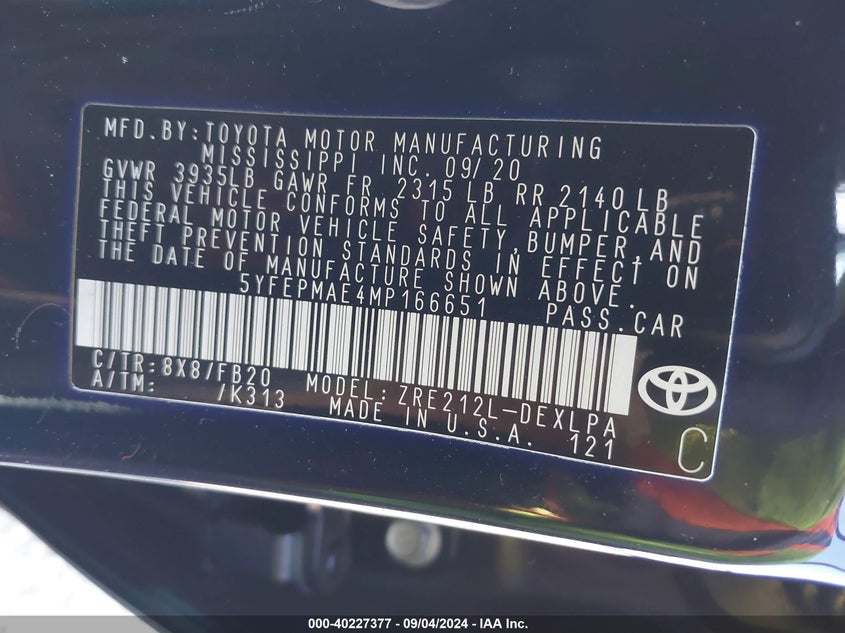 MFD.BY:TOYOTA MOTOR MANUFACTURING
MISSISSIPPI INC. 09/20
GVWR 3935LB GAWR FR 2315 LB RR 2140 LB
THIS VEHICLE CONFORMS TO ALL APPLICABLE
FEDERAL MOTOR VEHICLE SAFETY, BUMPER, AND
THEFT PREVENTION STANDARDS IN EFFECT ON
THE DATE OF MANUFACTURE SHOWN ABOVE.
5YFEPMAE4MP166651 PASS.CAR
C/TR:8X8/FB20 MODEL:ZRE212L-DEXLPA
A/TM: /K313 MADE IN U.S.A. 121
C
000-40227377 - 09/04/2024 - IAA Inc.